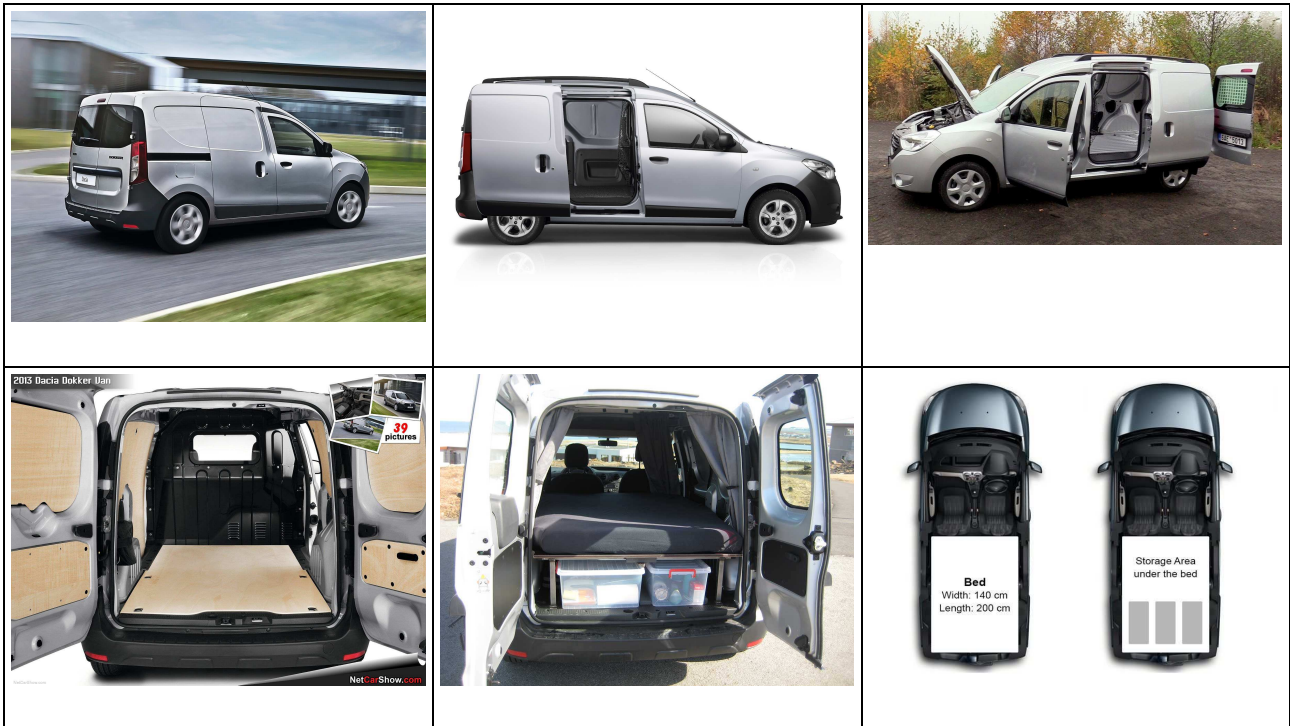 2013 Dacia Dokker Van
39
pictures
NetCarShow.com
Bed
Width: 140 cm
Length: 200 cm
Storage Area
under the bed